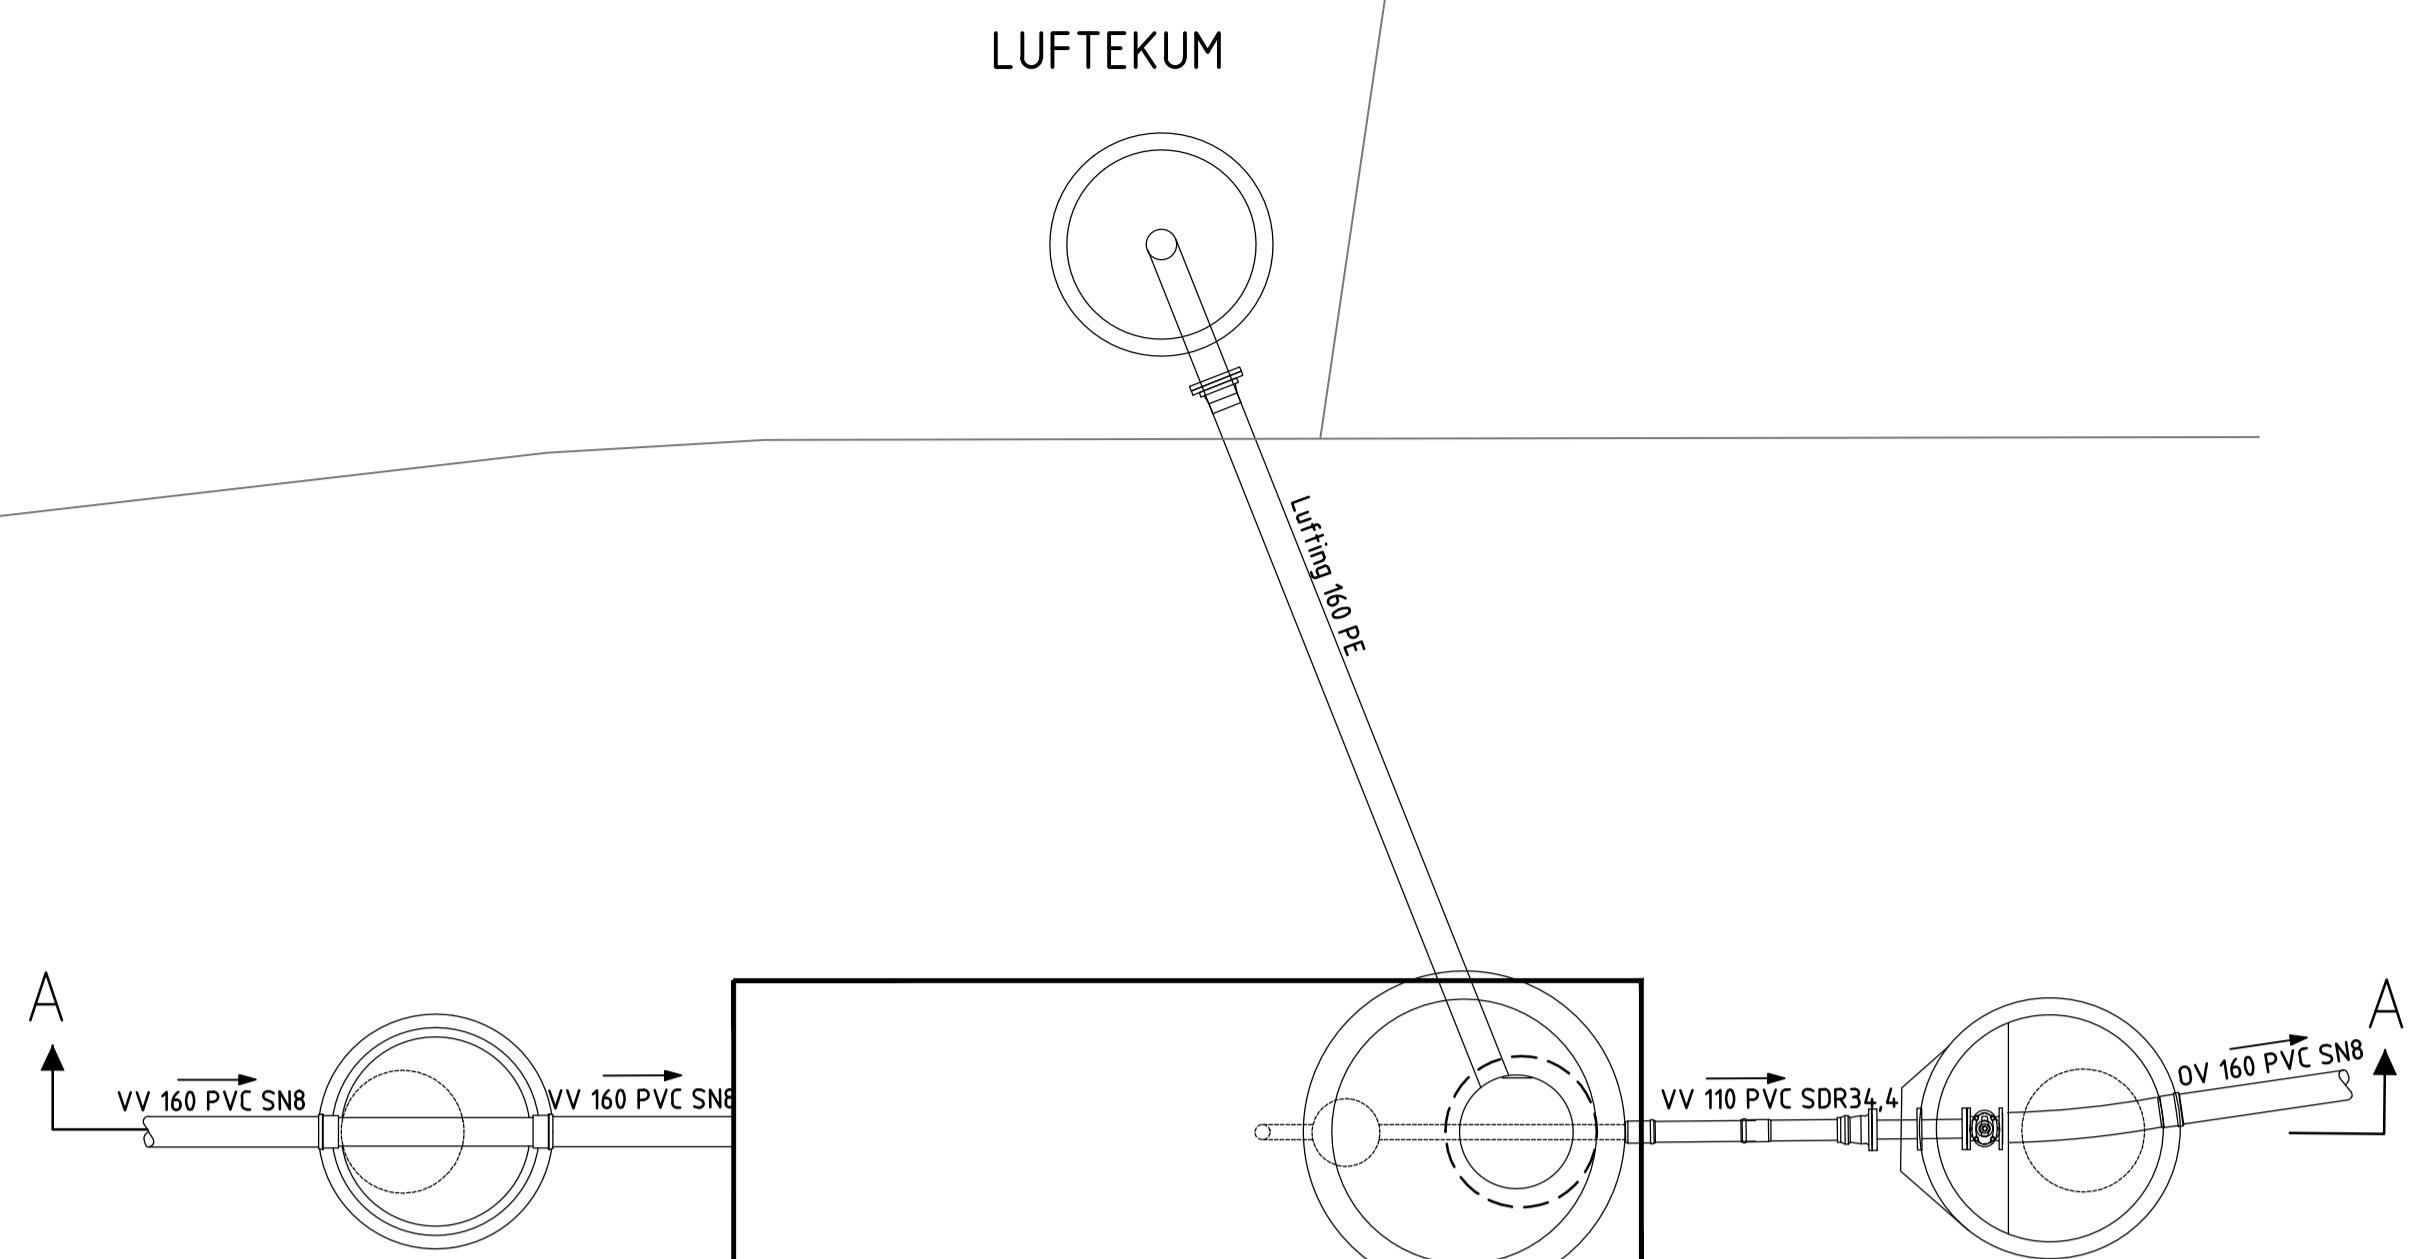 LUFTEKUM
Lufting 160 PE
A
A
VV 160 PVC SN8
VV 160 PVC SN8
VV 110 PVC SDR34,4
OV 160 PVC SN8